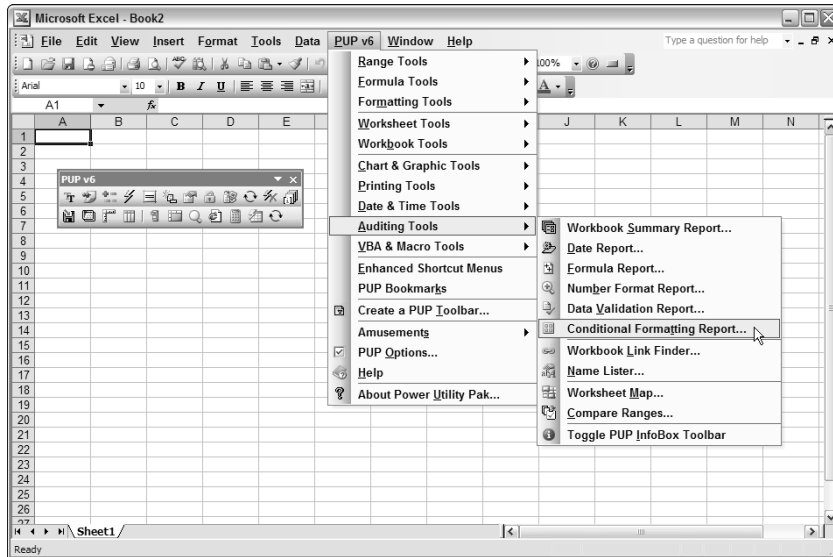 Microsoft Excel - Book2
File Edit View Insert Format Tools Data PUP v6 Window Help Type a question for help
100%
Arial 10 B I U A
A1 fx
A B C D E J K L M N
1
2
3
4
5
6
7
8
9
10
11
12
13
14
15
16
17
18
19
20
21
22
23
24
25
26
27
PUP v6
Range Tools
Formula Tools
Formatting Tools
Worksheet Tools
Workbook Tools
Chart & Graphic Tools
Printing Tools
Date & Time Tools
Auditing Tools
VBA & Macro Tools
Enhanced Shortcut Menus
PUP Bookmarks
Create a PUP Toolbar...
Amusements
PUP Options...
Help
About Power Utility Pak...
Workbook Summary Report...
Date Report...
Formula Report...
Number Format Report...
Data Validation Report...
Conditional Formatting Report...
Workbook Link Finder...
Name Lister...
Worksheet Map...
Compare Ranges...
Toggle PUP InfoBox Toolbar
Sheet1
Ready